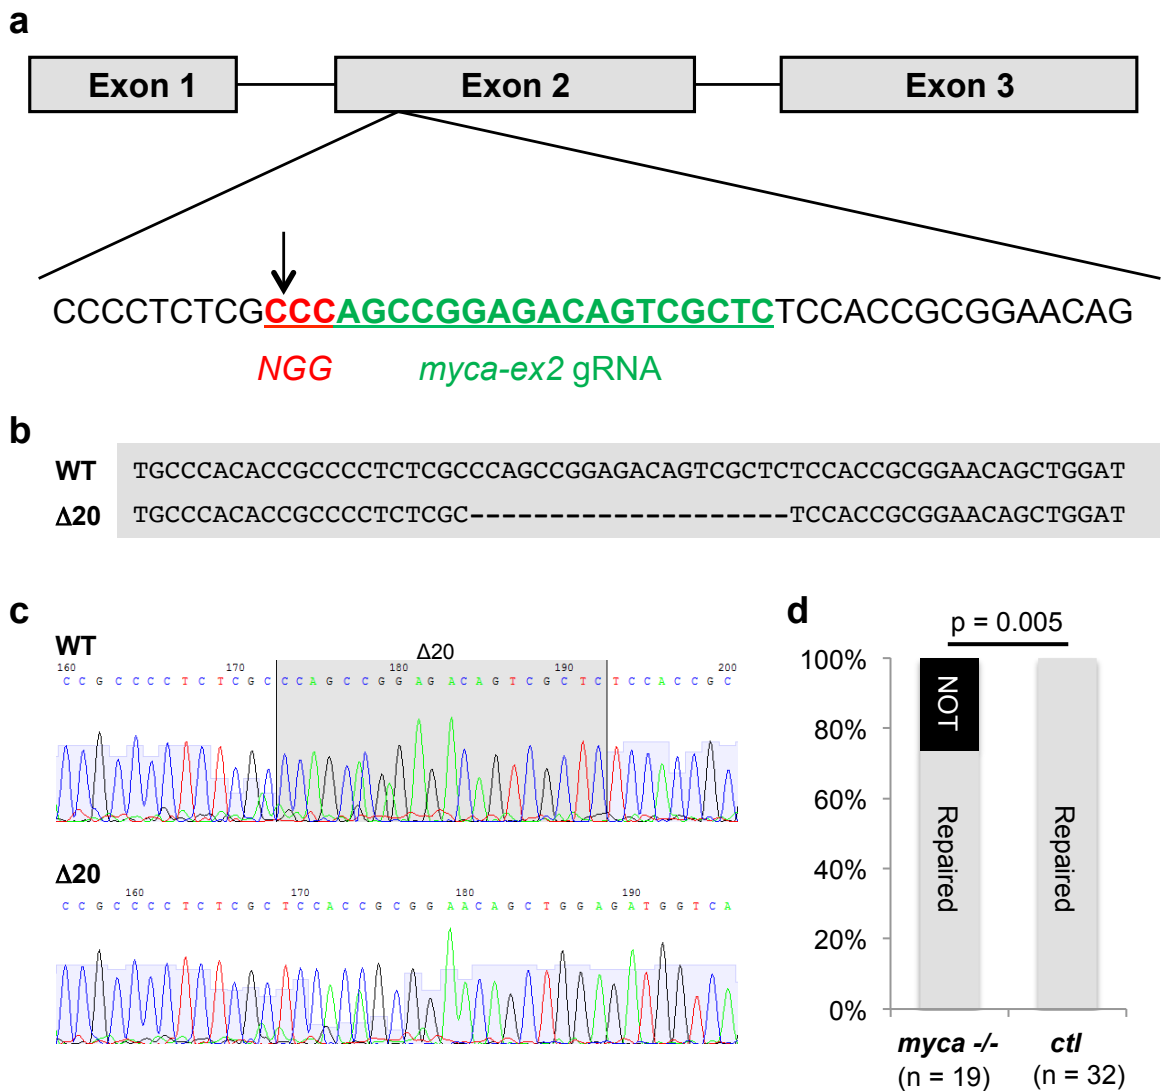 a
Exon 1 Exon 2 Exon 3
CCCCTCTCGCCCAGCCGGAGACAGTCGCTCTCCACCGCGGAACAG
NGG myca-ex2 gRNA
b
WT TGCCCACACCGCCCCTCTCGCCCAGCCGGAGACAGTCGCTCTCCACCGCGGAACAGCTGGAT
Δ20 TGCCCACACCGCCCCTCTCGC--------------------TCCACCGCGGAACAGCTGGAT
c
WT
Δ20
160 170 180 190 200
C C G C C C C T C T C G C C C A G C C G G A G A C A G T C G C T C T C C A C C G C
Δ20
160 170 180 190
C C G C C C C T C T C G C T C C A C C G C G G A A C A G C T G G A G A T G G T C A
d
p = 0.005
100%
80%
60%
40%
20%
0%
NOT
Repaired
Repaired
myca -/- ctl
(n = 19) (n = 32)